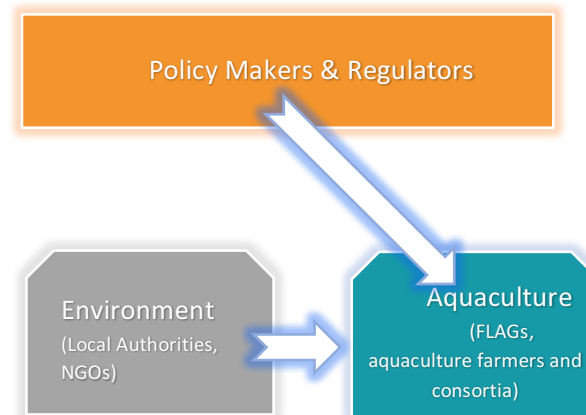 Policy Makers & Regulators
Environment
(Local Authorities,
NGOs)
Aquaculture
(FLAGs,
aquaculture farmers and
consortia)